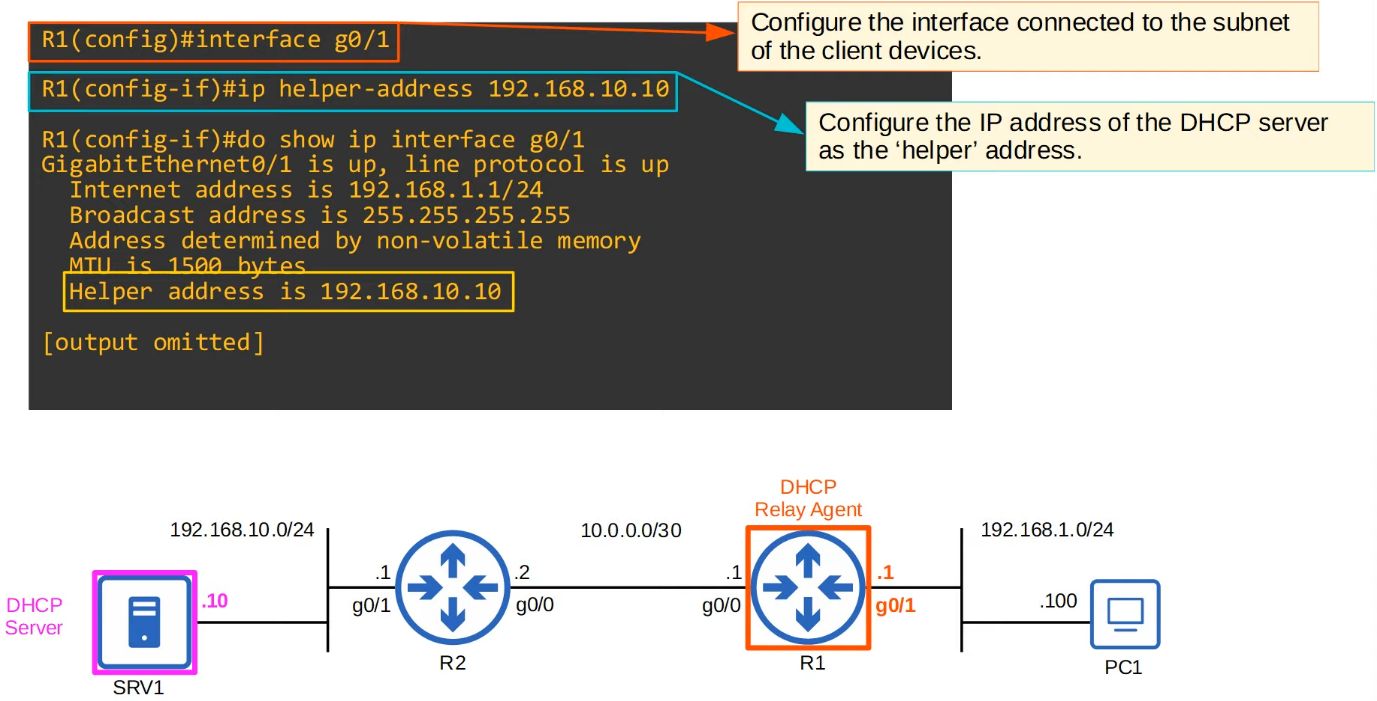 R1(config)#interface g0/1
Configure the interface connected to the subnet
of the client devices.
R1(config-if)#ip helper-address 192.168.10.10
Configure the IP address of the DHCP server
as the ‘helper’ address.
R1(config-if)#do show ip interface g0/1
GigabitEthernet0/1 is up, line protocol is up
Internet address is 192.168.1.1/24
Broadcast address is 255.255.255.255
Address determined by non-volatile memory
MTU is 1500 bytes
Helper address is 192.168.10.10
[output omitted]
DHCP
Relay Agent
192.168.10.0/24
10.0.0.0/30
192.168.1.0/24
.1
.2
.1
.1
DHCP
Server
.10
g0/1
g0/0
g0/0
g0/1
.100
R2
R1
PC1
SRV1